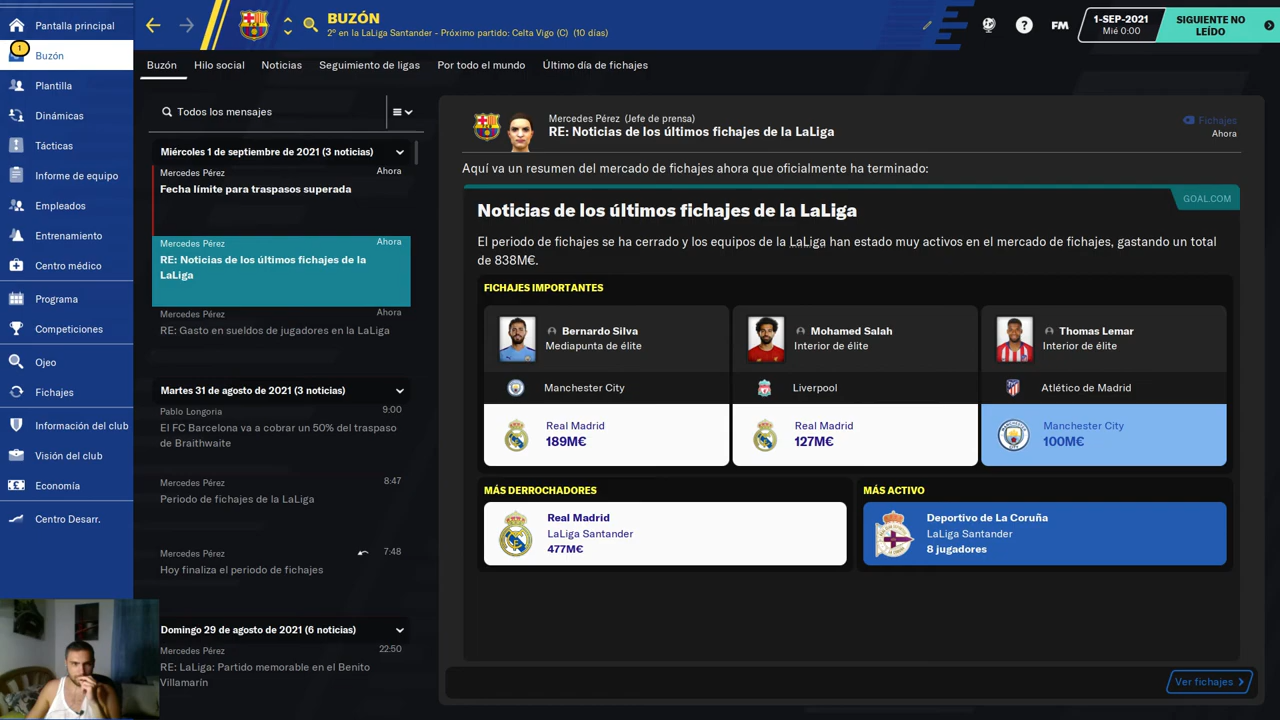 Pantalla principal
1
Buzón
Plantilla
Dinámicas
Tácticas
Informe de equipo
Empleados
Entrenamiento
Centro médico
Programa
Competiciones
Ojeo
Fichajes
Información del club
Visión del club
Economía
Centro Desarr.
BUZÓN
2º en la LaLiga Santander - Próximo partido: Celta Vigo (C) (10 días)
FM
1-SEP-2021
Mié 0:00
SIGUIENTE NO
LEÍDO
Buzón Hilo social Noticias Seguimiento de ligas Por todo el mundo Último día de fichajes
Todos los mensajes
Miércoles 1 de septiembre de 2021 (3 noticias)
Mercedes Pérez Ahora
Fecha límite para traspasos superada
Mercedes Pérez Ahora
RE: Noticias de los últimos fichajes de la
LaLiga
Mercedes Pérez Ahora
RE: Gasto en sueldos de jugadores en la LaLiga
Martes 31 de agosto de 2021 (3 noticias)
Pablo Longoria 9:00
El FC Barcelona va a cobrar un 50% del traspaso
de Braithwaite
Mercedes Pérez 8:47
Periodo de fichajes de la LaLiga
Mercedes Pérez 7:48
Hoy finaliza el periodo de fichajes
Domingo 29 de agosto de 2021 (6 noticias)
Mercedes Pérez 22:50
RE: LaLiga: Partido memorable en el Benito
Villamarín
Mercedes Pérez (Jefe de prensa)
RE: Noticias de los últimos fichajes de la LaLiga
Fichajes
Ahora
Aquí va un resumen del mercado de fichajes ahora que oficialmente ha terminado:
GOAL.COM
Noticias de los últimos fichajes de la LaLiga
El periodo de fichajes se ha cerrado y los equipos de la LaLiga han estado muy activos en el mercado de fichajes, gastando un total
de 838M€.
FICHAJES IMPORTANTES
Bernardo Silva
Mediapunta de élite
Manchester City
Real Madrid
189M€
Mohamed Salah
Interior de élite
Liverpool
Real Madrid
127M€
Thomas Lemar
Interior de élite
Atlético de Madrid
Manchester City
100M€
MÁS DERROCHADORES
Real Madrid
LaLiga Santander
477M€
MÁS ACTIVO
Deportivo de La Coruña
LaLiga Santander
8 jugadores
Ver fichajes